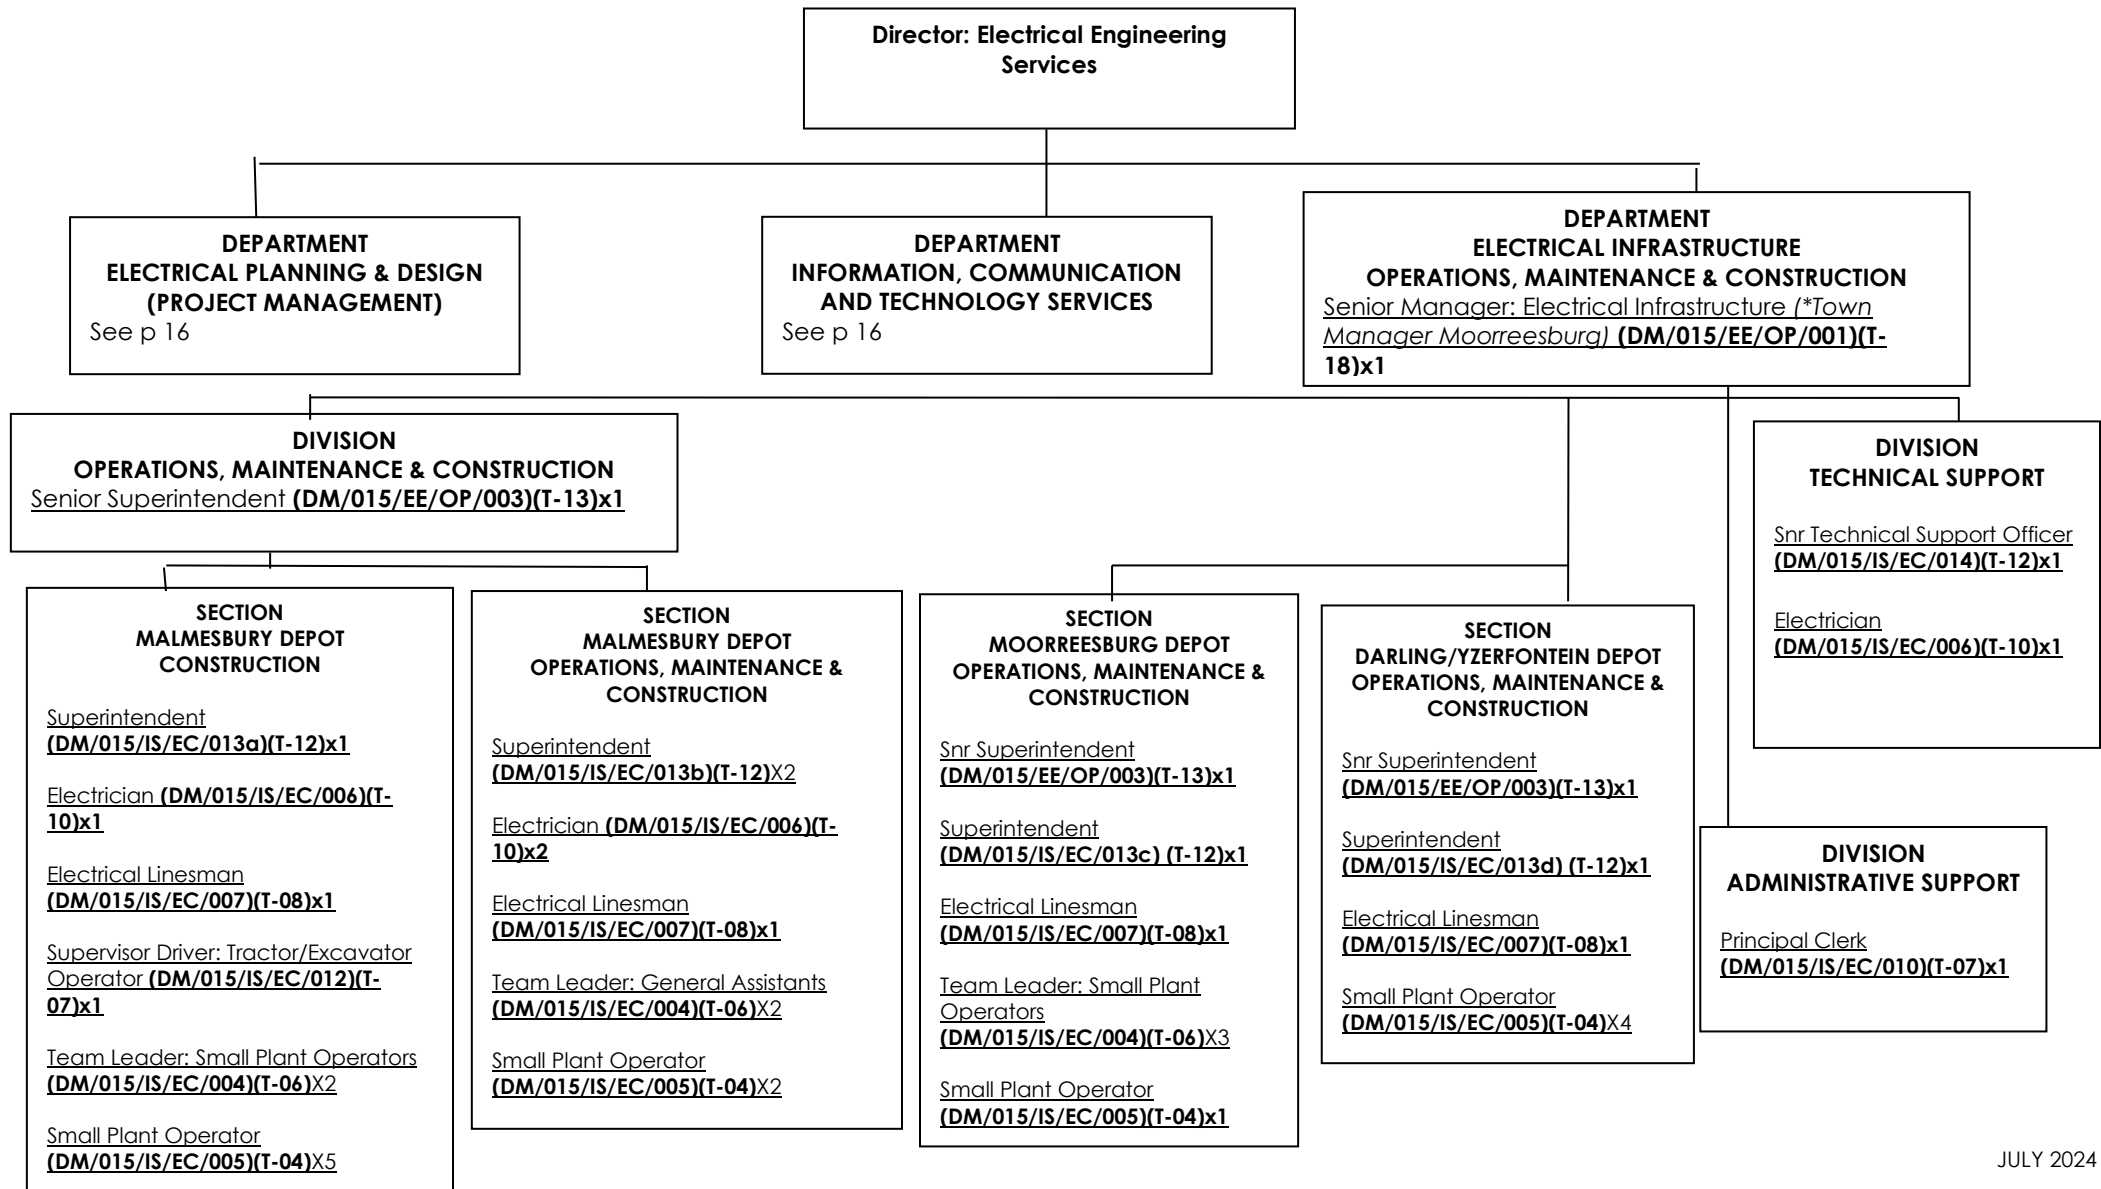 Director: Electrical Engineering
Services
DEPARTMENT
ELECTRICAL PLANNING & DESIGN
(PROJECT MANAGEMENT)
See p 16
DEPARTMENT
INFORMATION, COMMUNICATION
AND TECHNOLOGY SERVICES
See p 16
DEPARTMENT
ELECTRICAL INFRASTRUCTURE
OPERATIONS, MAINTENANCE & CONSTRUCTION
Senior Manager: Electrical Infrastructure (*Town
Manager Moorreesburg) (DM/015/EE/OP/001)(T-
18)x1
DIVISION
OPERATIONS, MAINTENANCE & CONSTRUCTION
Senior Superintendent (DM/015/EE/OP/003)(T-13)x1
DIVISION
TECHNICAL SUPPORT
Snr Technical Support Officer
(DM/015/IS/EC/014)(T-12)x1
Electrician
(DM/015/IS/EC/006)(T-10)x1
SECTION
MALMESBURY DEPOT
CONSTRUCTION
Superintendent
(DM/015/IS/EC/013a)(T-12)x1
Electrician (DM/015/IS/EC/006)(T-
10)x1
Electrical Linesman
(DM/015/IS/EC/007)(T-08)x1
Supervisor Driver: Tractor/Excavator
Operator (DM/015/IS/EC/012)(T-
07)x1
Team Leader: Small Plant Operators
(DM/015/IS/EC/004)(T-06)X2
Small Plant Operator
(DM/015/IS/EC/005)(T-04)X5
SECTION
MALMESBURY DEPOT
OPERATIONS, MAINTENANCE &
CONSTRUCTION
Superintendent
(DM/015/IS/EC/013b)(T-12)X2
Electrician (DM/015/IS/EC/006)(T-
10)x2
Electrical Linesman
(DM/015/IS/EC/007)(T-08)x1
Team Leader: General Assistants
(DM/015/IS/EC/004)(T-06)X2
Small Plant Operator
(DM/015/IS/EC/005)(T-04)X2
SECTION
MOORREESBURG DEPOT
OPERATIONS, MAINTENANCE &
CONSTRUCTION
Snr Superintendent
(DM/015/EE/OP/003)(T-13)x1
Superintendent
(DM/015/IS/EC/013c) (T-12)x1
Electrical Linesman
(DM/015/IS/EC/007)(T-08)x1
Team Leader: Small Plant
Operators
(DM/015/IS/EC/004)(T-06)X3
Small Plant Operator
(DM/015/IS/EC/005)(T-04)x1
SECTION
DARLING/YZERFONTEIN DEPOT
OPERATIONS, MAINTENANCE &
CONSTRUCTION
Snr Superintendent
(DM/015/EE/OP/003)(T-13)x1
Superintendent
(DM/015/IS/EC/013d) (T-12)x1
Electrical Linesman
(DM/015/IS/EC/007)(T-08)x1
Small Plant Operator
(DM/015/IS/EC/005)(T-04)X4
DIVISION
ADMINISTRATIVE SUPPORT
Principal Clerk
(DM/015/IS/EC/010)(T-07)x1
JULY 2024